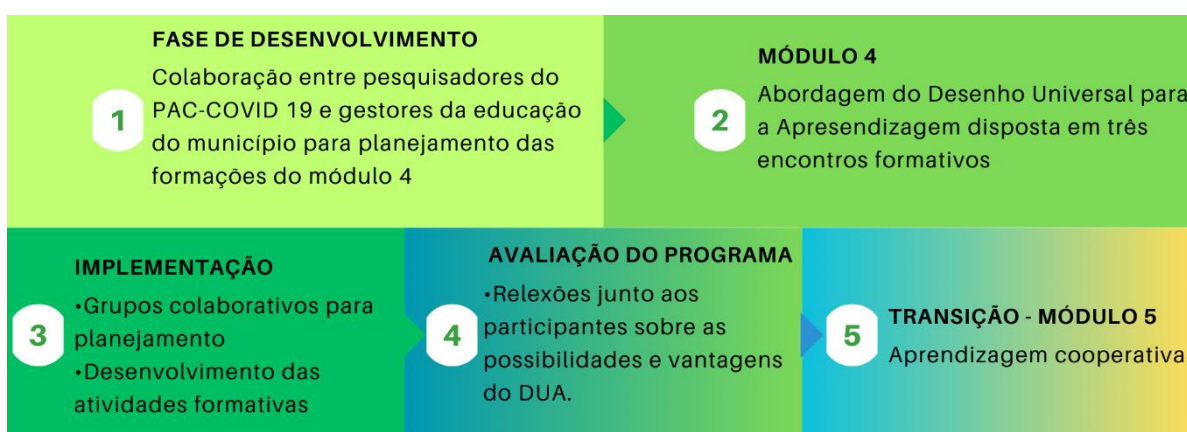 FASE DE DESENVOLVIMENTO
Colaboração entre pesquisadores do
PAC-COVID 19 e gestores da educação
do município para planejamento das
formações do módulo 4
1
MÓDULO 4
Abordagem do Desenho Universal para
a Apresendizagem disposta em três
encontros formativos
2
IMPLEMENTAÇÃO
•Grupos colaborativos para
planejamento
•Desenvolvimento das
atividades formativas
3
AVALIAÇÃO DO PROGRAMA
•Relexões junto aos
participantes sobre as
possibilidades e vantagens
do DUA.
4
TRANSIÇÃO - MÓDULO 5
Aprendizagem cooperativa
5